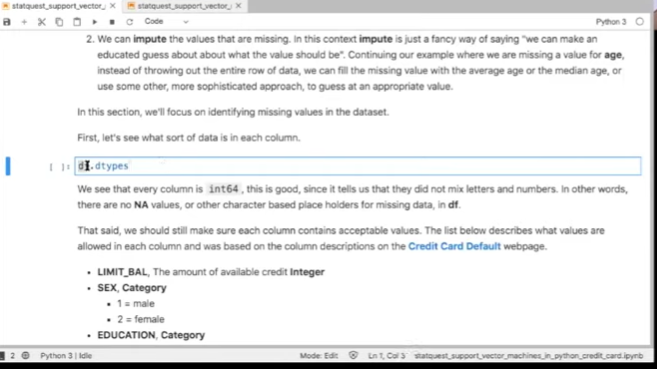 statquest_support_vector_
statquest_support_vector_
Code
Python 3
2. We can impute the values that are missing. In this context impute is just a fancy way of saying "we can make an
educated guess about about what the value should be". Continuing our example where we are missing a value for age,
instead of throwing out the entire row of data, we can fill the missing value with the average age or the median age, or
use some other, more sophisticated approach, to guess at an appropriate value.
In this section, we'll focus on identifying missing values in the dataset.
First, let's see what sort of data is in each column.
[ ]: df.dtypes
We see that every column is int64, this is good, since it tells us that they did not mix letters and numbers. In other words,
there are no NA values, or other character based place holders for missing data, in df.
That said, we should still make sure each column contains acceptable values. The list below describes what values are
allowed in each column and was based on the column descriptions on the Credit Card Default webpage.
• LIMIT_BAL, The amount of available credit Integer
• SEX, Category
• 1 = male
• 2 = female
• EDUCATION, Category
2 Python 3 | Idle Mode: Edit Ln 1, Col 3 statquest_support_vector_machines_in_python_credit_card.ipynb